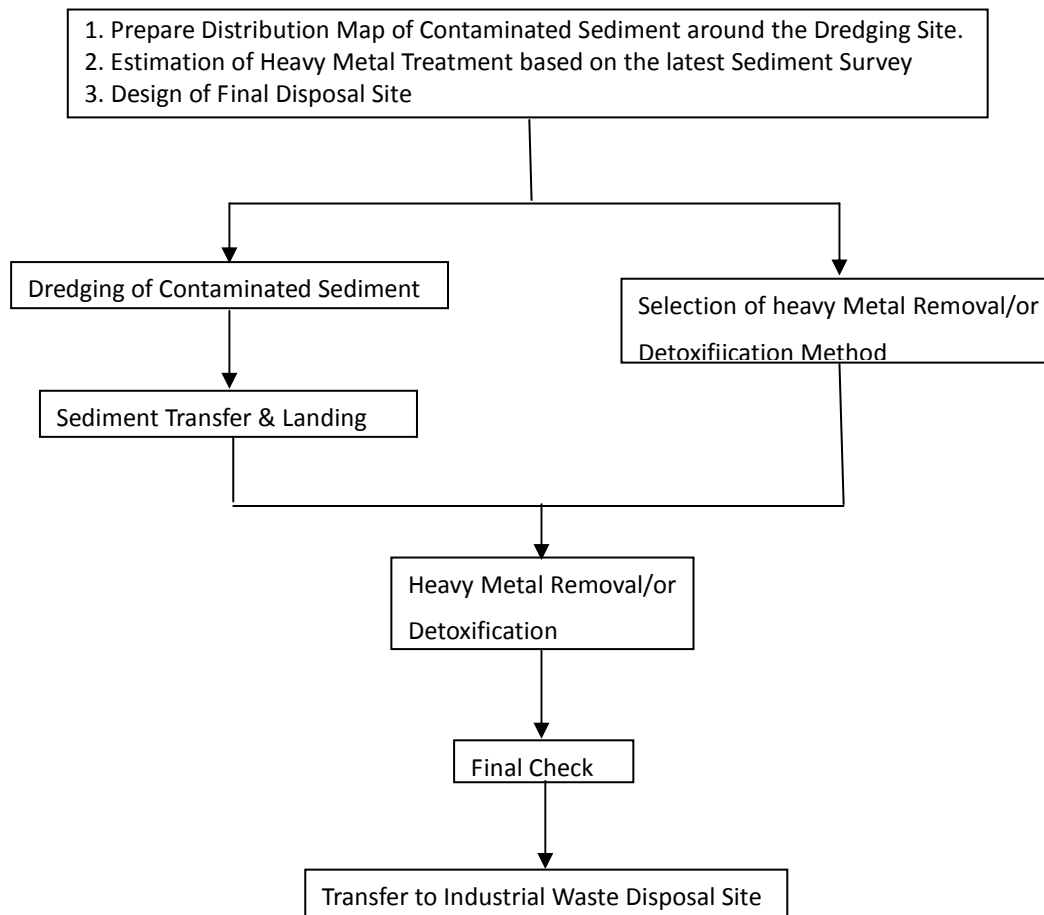 1. Prepare Distribution Map of Contaminated Sediment around the Dredging Site.
2. Estimation of Heavy Metal Treatment based on the latest Sediment Survey
3. Design of Final Disposal Site
Dredging of Contaminated Sediment
Selection of heavy Metal Removal/or
Detoxifiication Method
Sediment Transfer & Landing
Heavy Metal Removal/or
Detoxification
Final Check
Transfer to Industrial Waste Disposal Site